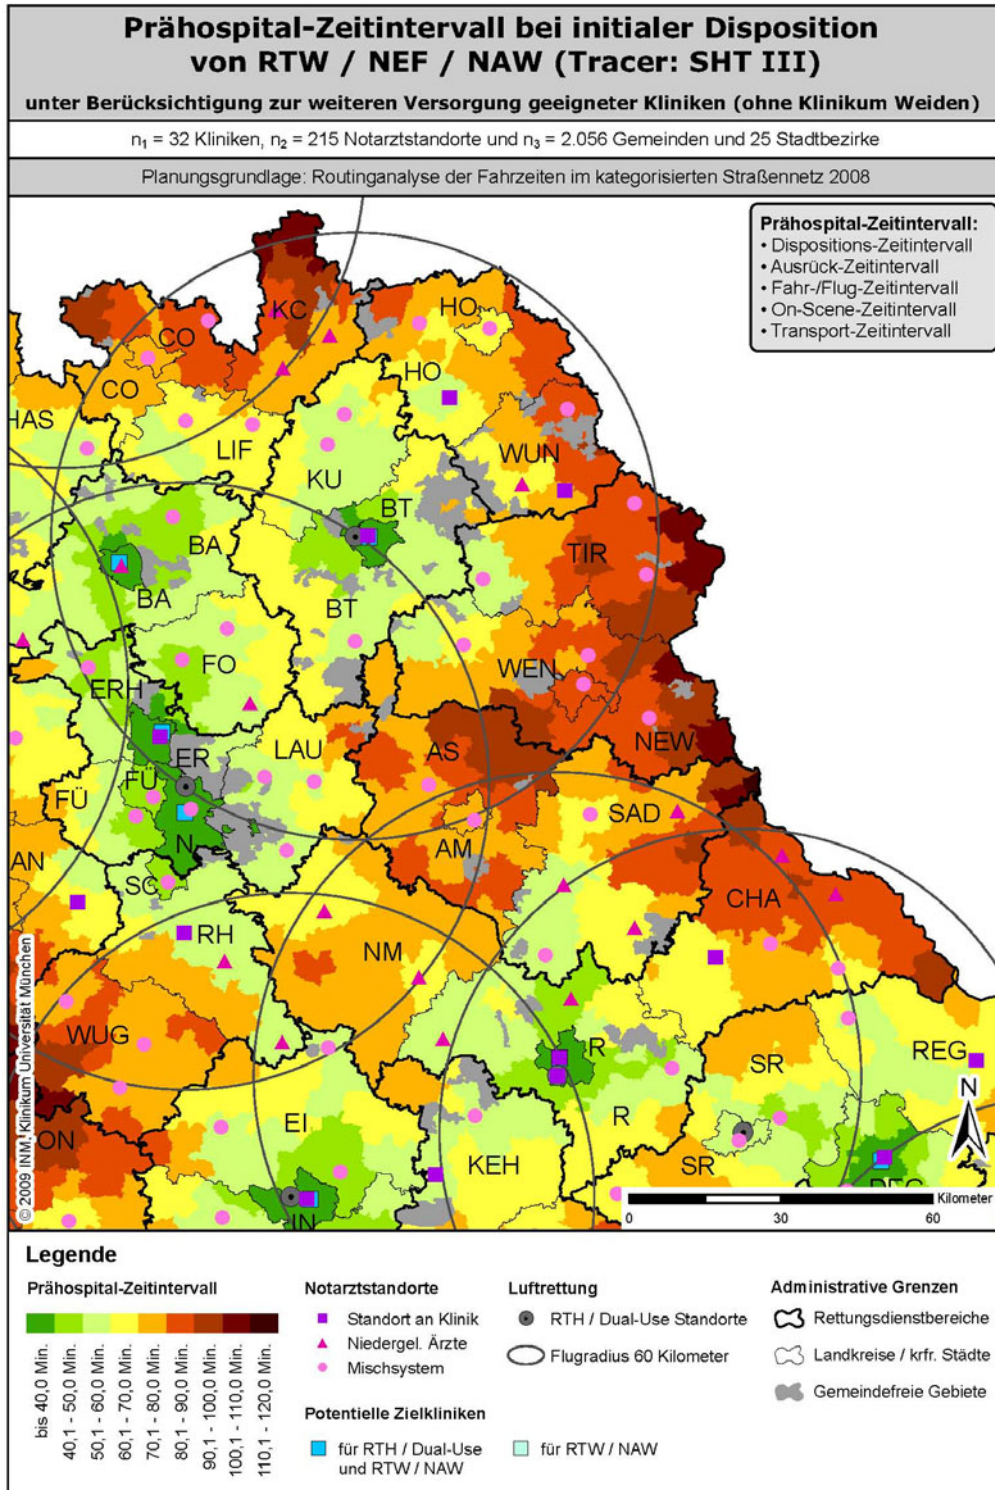 Prähospital-Zeitintervall bei initialer Disposition
von RTW / NEF / NAW (Tracer: SHT III)
unter Berücksichtigung zur weiteren Versorgung geeigneter Kliniken (ohne Klinikum Weiden)
n₁ = 32 Kliniken, n₂ = 215 Notarztstandorte und n₃ = 2.056 Gemeinden und 25 Stadtbezirke
Planungsgrundlage: Routinganalyse der Fahrzeiten im kategorisierten Straßennetz 2008
Prähospital-Zeitintervall:
• Dispositions-Zeitintervall
• Ausrück-Zeitintervall
• Fahr-/Flug-Zeitintervall
• On-Scene-Zeitintervall
• Transport-Zeitintervall
KC
HO
CO
HO
CO
HAS
LIF
WUN
KU
BT
BA
TIR
BA
BT
FO
WEN
ERH
ER
LAU
AS
NEW
FÜ
FÜ
SAD
N
AM
AN
SC
CHA
RH
NM
WUG
R
REG
SR
EI
R
KEH
SR
ON
DEG
IN
N
Kilometer
0 30 60
© 2009 INM, Klinikum Universität München
Legende
Prähospital-Zeitintervall
bis 40,0 Min.
40,1 - 50,0 Min.
50,1 - 60,0 Min.
60,1 - 70,0 Min.
70,1 - 80,0 Min.
80,1 - 90,0 Min.
90,1 - 100,0 Min.
100,1 - 110,0 Min.
110,1 - 120,0 Min.
Notarztstandorte
Standort an Klinik
Niedergel. Ärzte
Mischsystem
Potentielle Zielkliniken
für RTH / Dual-Use
und RTW / NAW
für RTW / NAW
Luftrettung
RTH / Dual-Use Standorte
Flugradius 60 Kilometer
Administrative Grenzen
Rettungsdienstbereiche
Landkreise / krfr. Städte
Gemeindefreie Gebiete